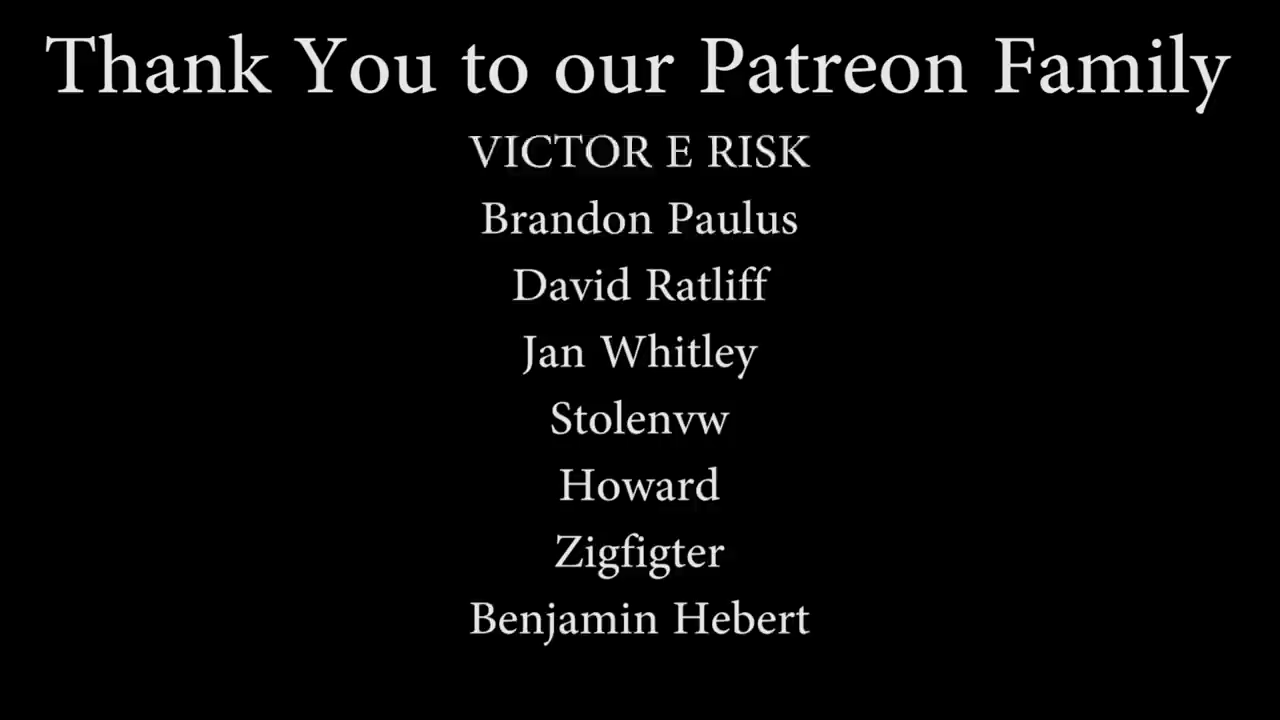 Thank You to our Patreon Family
VICTOR E RISK
Brandon Paulus
David Ratliff
Jan Whitley
Stolenvw
Howard
Zigfigter
Benjamin Hebert